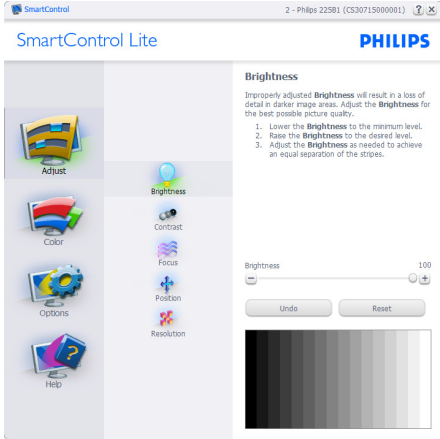 SmartControl
2 - Philips 225B1 (CS30715000001)
? X
SmartControl Lite
PHILIPS
Adjust
Color
Options
Help
Brightness
Contrast
Focus
Position
Resolution
Brightness
Improperly adjusted Brightness will result in a loss of
detail in darker image areas. Adjust the Brightness for
the best possible picture quality.
1. Lower the Brightness to the minimum level.
2. Raise the Brightness to the desired level.
3. Adjust the Brightness as needed to achieve
an equal separation of the stripes.
Brightness 100
Undo
Reset